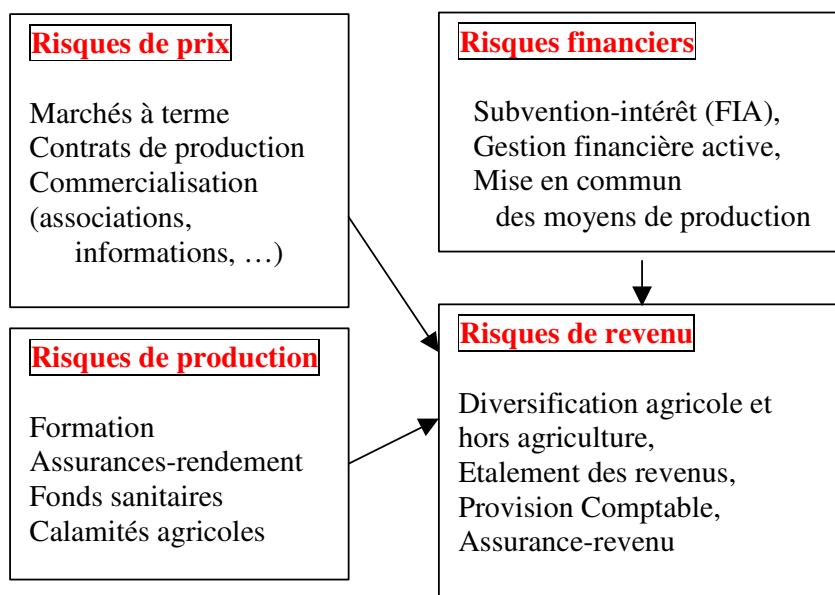 Risques de prix
Marchés à terme
Contrats de production
Commercialisation
(associations,
informations, …)
Risques financiers
Subvention-intérêt (FIA),
Gestion financière active,
Mise en commun
des moyens de production
Risques de production
Formation
Assurances-rendement
Fonds sanitaires
Calamités agricoles
Risques de revenu
Diversification agricole et
hors agriculture,
Etalement des revenus,
Provision Comptable,
Assurance-revenu